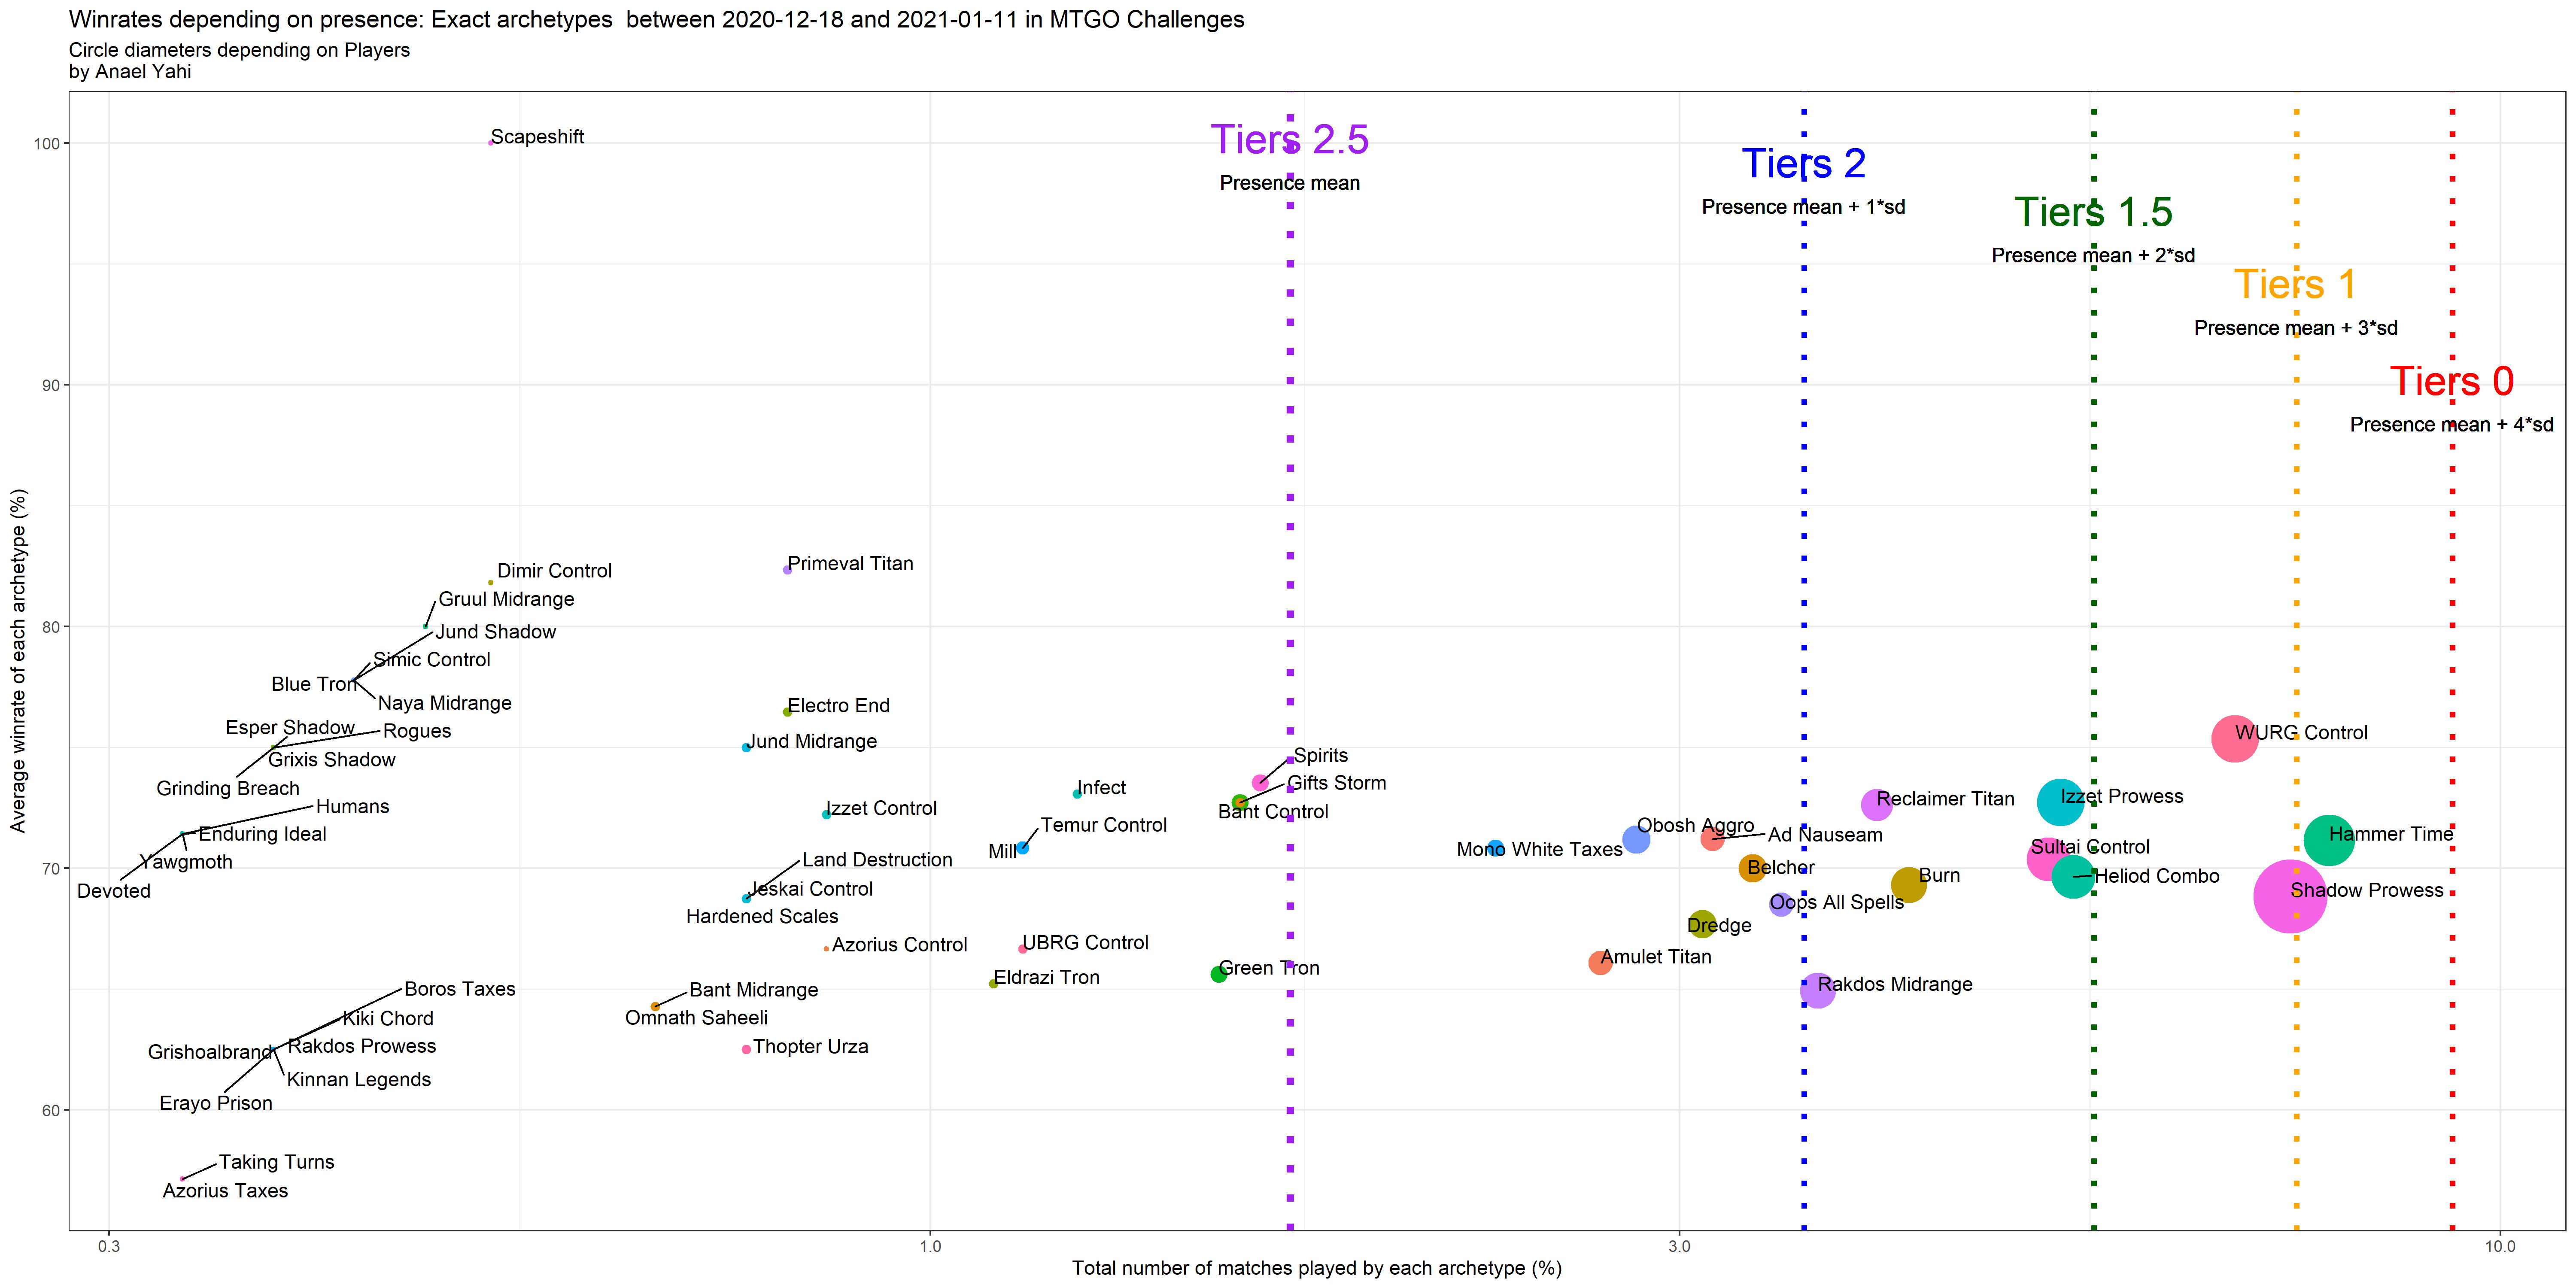 Winrates depending on presence: Exact archetypes  between 2020-12-18 and 2021-01-11 in MTGO Challenges
Circle diameters depending on Players
by Anael Yahi
Average winrate of each archetype (%)
100
90
80
70
60
Scapeshift
Tiers 2.5
Presence mean
Tiers 2
Presence mean + 1*sd
Tiers 1.5
Presence mean + 2*sd
Tiers 1
Presence mean + 3*sd
Tiers 0
Presence mean + 4*sd
Primeval Titan
Dimir Control
Gruul Midrange
Jund Shadow
Simic Control
Blue Tron
Naya Midrange
Electro End
Esper Shadow
Rogues
Grixis Shadow
Grinding Breach
Jund Midrange
Spirits
Gifts Storm
Bant Control
WURG Control
Humans
Enduring Ideal
Yawgmoth
Devoted
Infect
Izzet Control
Temur Control
Mill
Land Destruction
Jeskai Control
Hardened Scales
Azorius Control
UBRG Control
Eldrazi Tron
Green Tron
Mono White Taxes
Obosh Aggro
Ad Nauseam
Belcher
Oops All Spells
Dredge
Amulet Titan
Rakdos Midrange
Reclaimer Titan
Izzet Prowess
Sultai Control
Heliod Combo
Burn
Hammer Time
Shadow Prowess
Boros Taxes
Kiki Chord
Grishoalbrand
Rakdos Prowess
Kinnan Legends
Erayo Prison
Bant Midrange
Omnath Saheeli
Thopter Urza
Taking Turns
Azorius Taxes
0.3
1.0
3.0
10.0
Total number of matches played by each archetype (%)